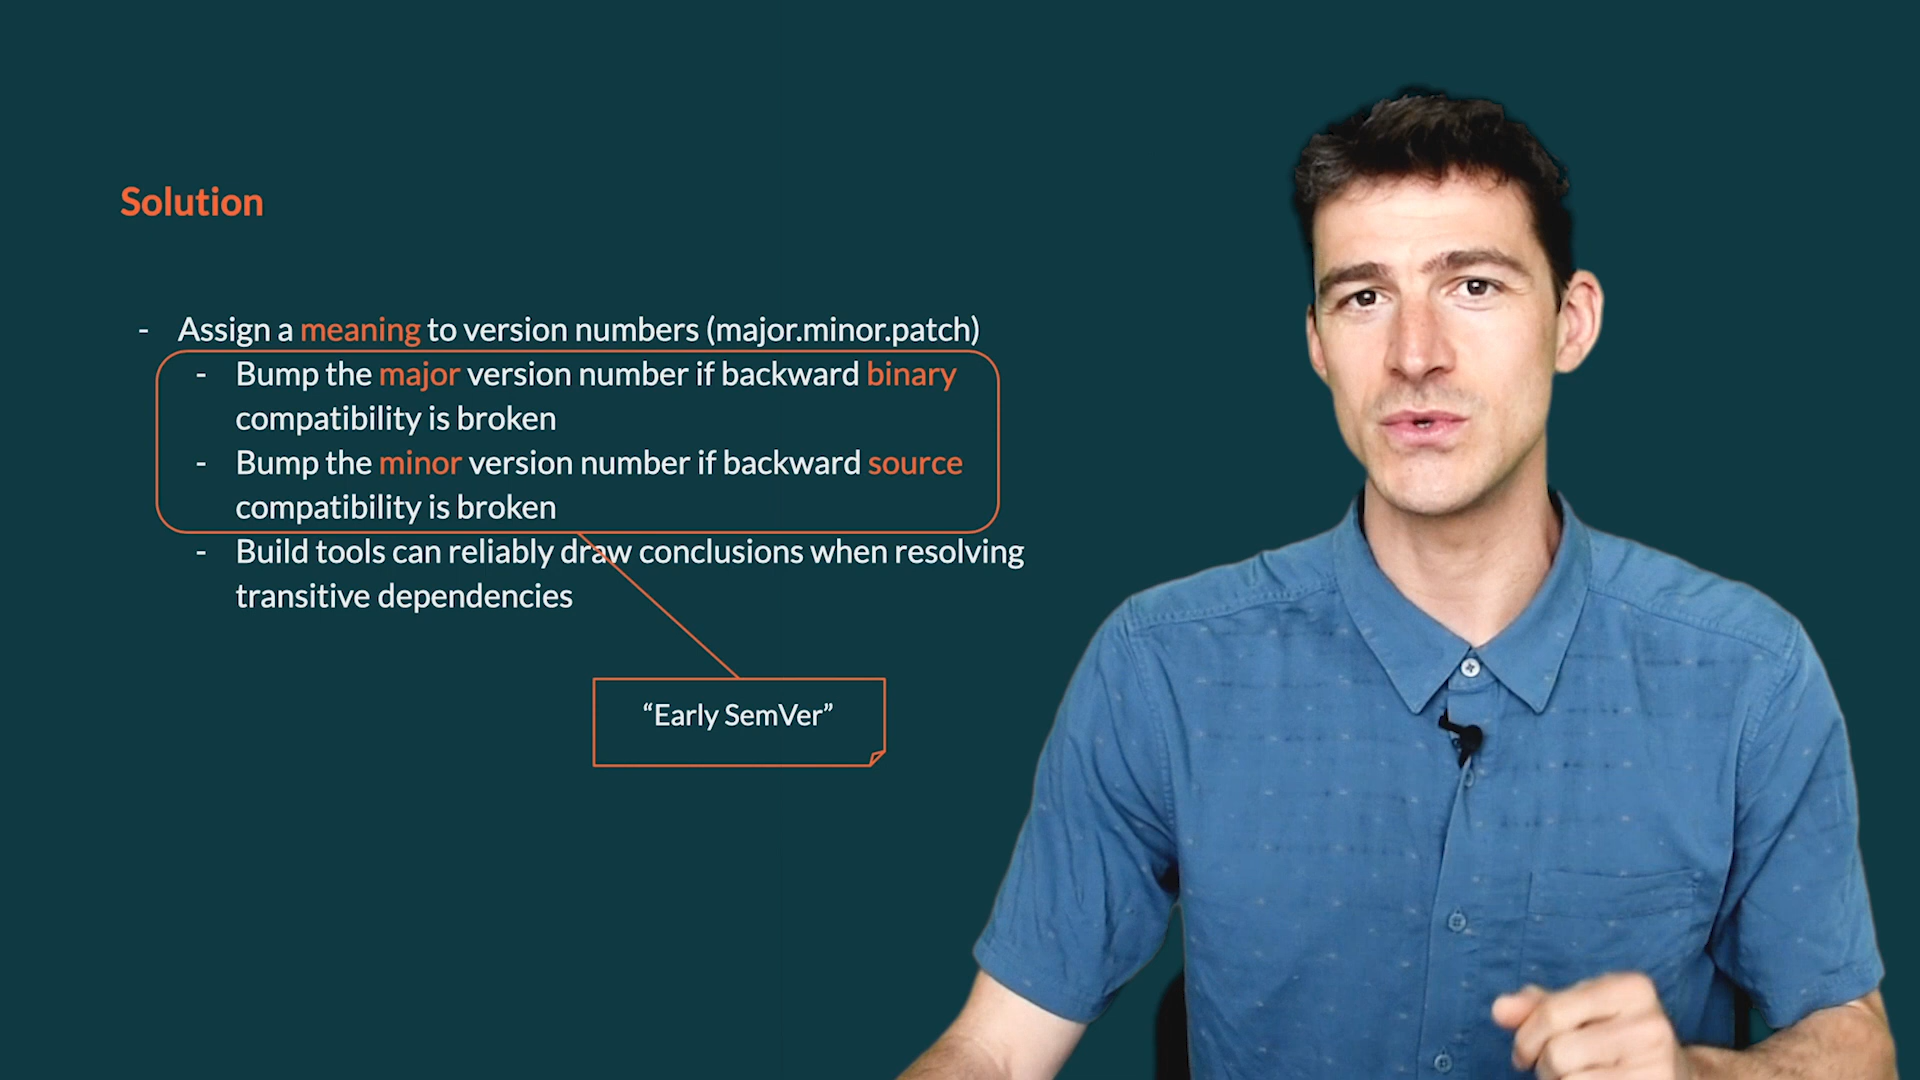 Solution
- Assign a meaning to version numbers (major.minor.patch)
- Bump the major version number if backward binary
compatibility is broken
- Bump the minor version number if backward source
compatibility is broken
- Build tools can reliably draw conclusions when resolving
transitive dependencies
“Early SemVer”